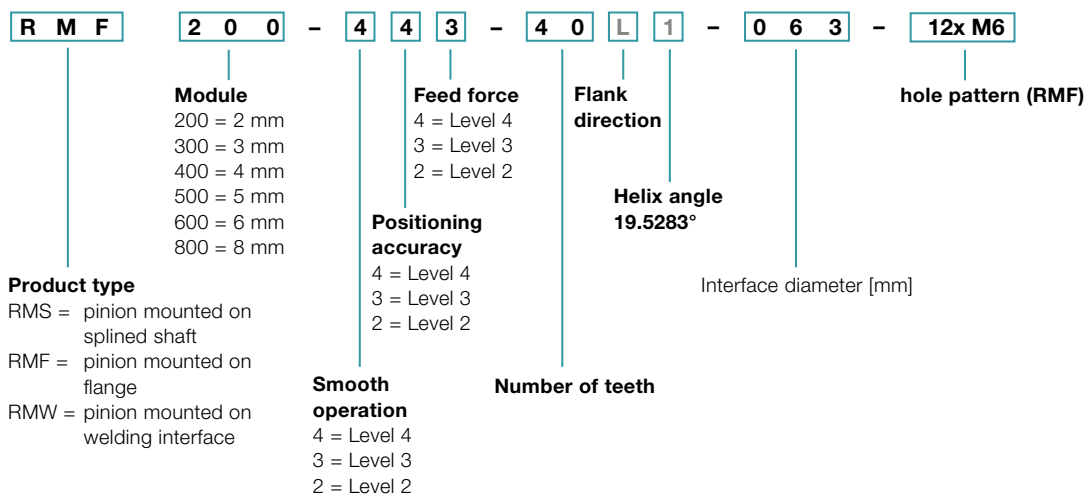 R M F 2 0 0 – 4 4 3 – 4 0 L 1 – 0 6 3 – 12x M6
Module
200 = 2 mm
300 = 3 mm
400 = 4 mm
500 = 5 mm
600 = 6 mm
800 = 8 mm
Feed force
4 = Level 4
3 = Level 3
2 = Level 2
Flank
direction
hole pattern (RMF)
Helix angle
19.5283°
Positioning
accuracy
4 = Level 4
3 = Level 3
2 = Level 2
Interface diameter [mm]
Product type
RMS = pinion mounted on
splined shaft
RMF = pinion mounted on
flange
RMW = pinion mounted on
welding interface
Smooth
operation
4 = Level 4
3 = Level 3
2 = Level 2
Number of teeth